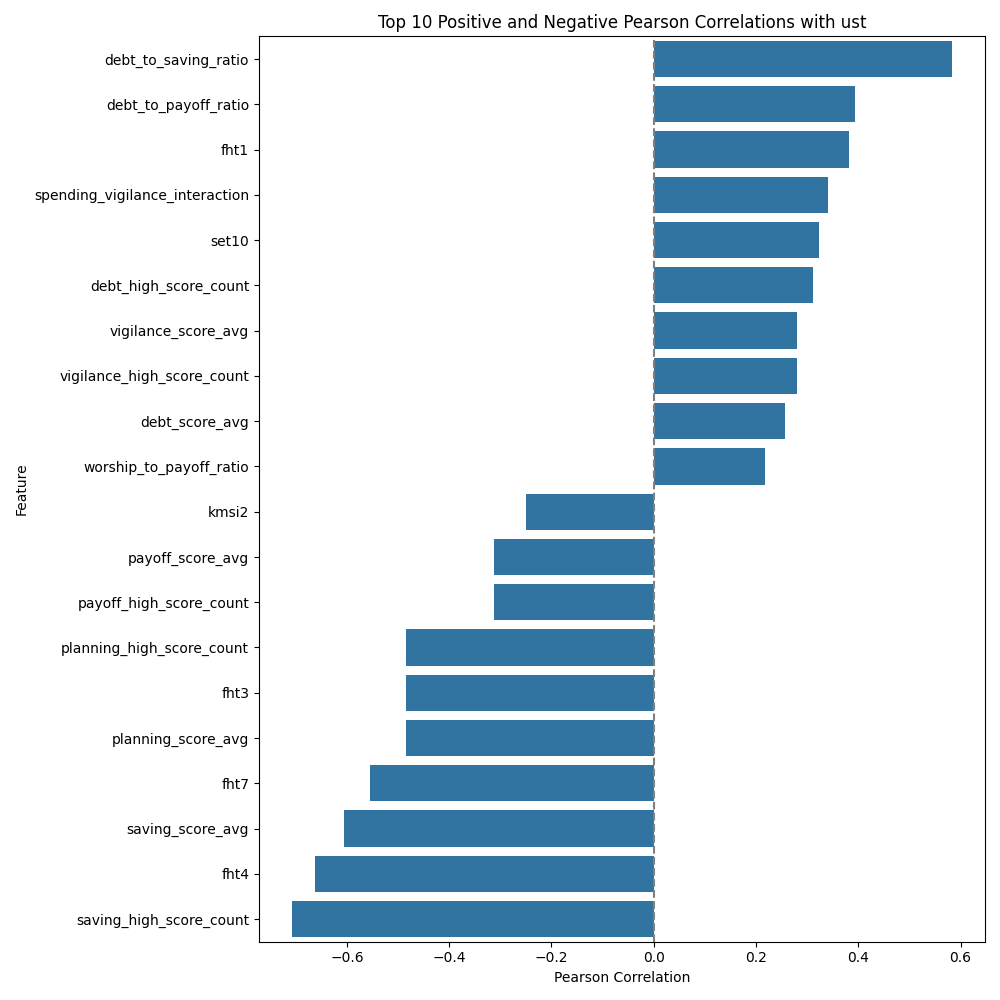 Top 10 Positive and Negative Pearson Correlations with ust
debt_to_saving_ratio
debt_to_payoff_ratio
fht1
spending_vigilance_interaction
set10
debt_high_score_count
vigilance_score_avg
vigilance_high_score_count
debt_score_avg
worship_to_payoff_ratio
kmsi2
payoff_score_avg
payoff_high_score_count
planning_high_score_count
fht3
planning_score_avg
fht7
saving_score_avg
fht4
saving_high_score_count
Feature
−0.6 −0.4 −0.2 0.0 0.2 0.4 0.6
Pearson Correlation